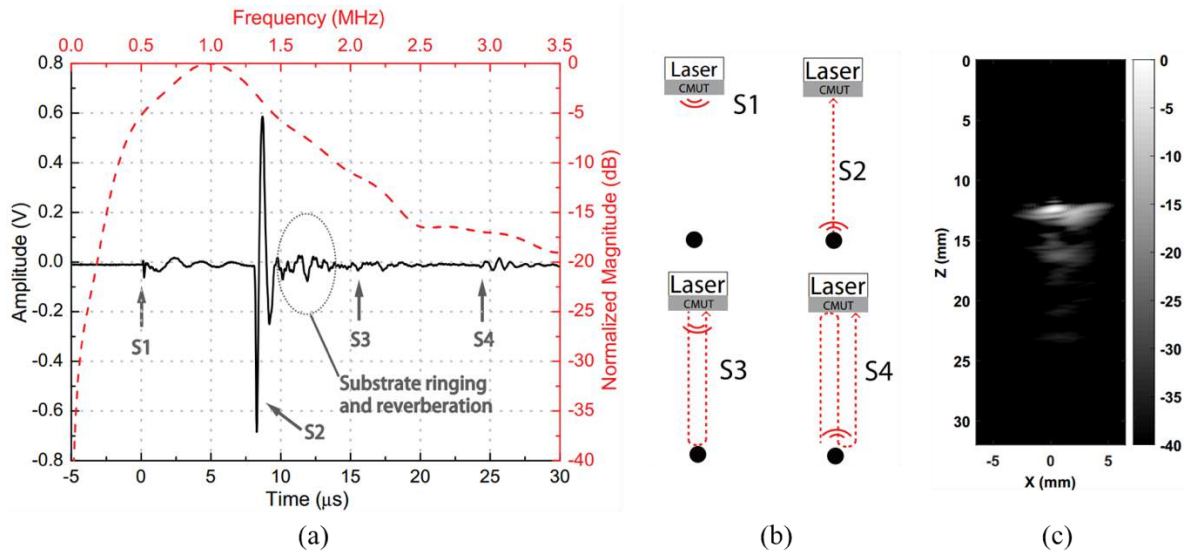 Frequency (MHz)
0.0 0.5 1.0 1.5 2.0 2.5 3.0 3.5
Amplitude (V)
0.8
0.6
0.4
0.2
0.0
-0.2
-0.4
-0.6
-0.8
S1
S2
S3
S4
Substrate ringing
and reverberation
0
-5
-10
-15
-20
-25
-30
-35
-40
Normalized Magnitude (dB)
-5 0 5 10 15 20 25 30
Time (μs)
(a)
Laser
CMUT
S1
Laser
CMUT
S2
Laser
CMUT
S3
Laser
CMUT
S4
(b)
Z (mm)
0
5
10
15
20
25
30
-5 0 5
X (mm)
0
-5
-10
-15
-20
-25
-30
-35
-40
(c)